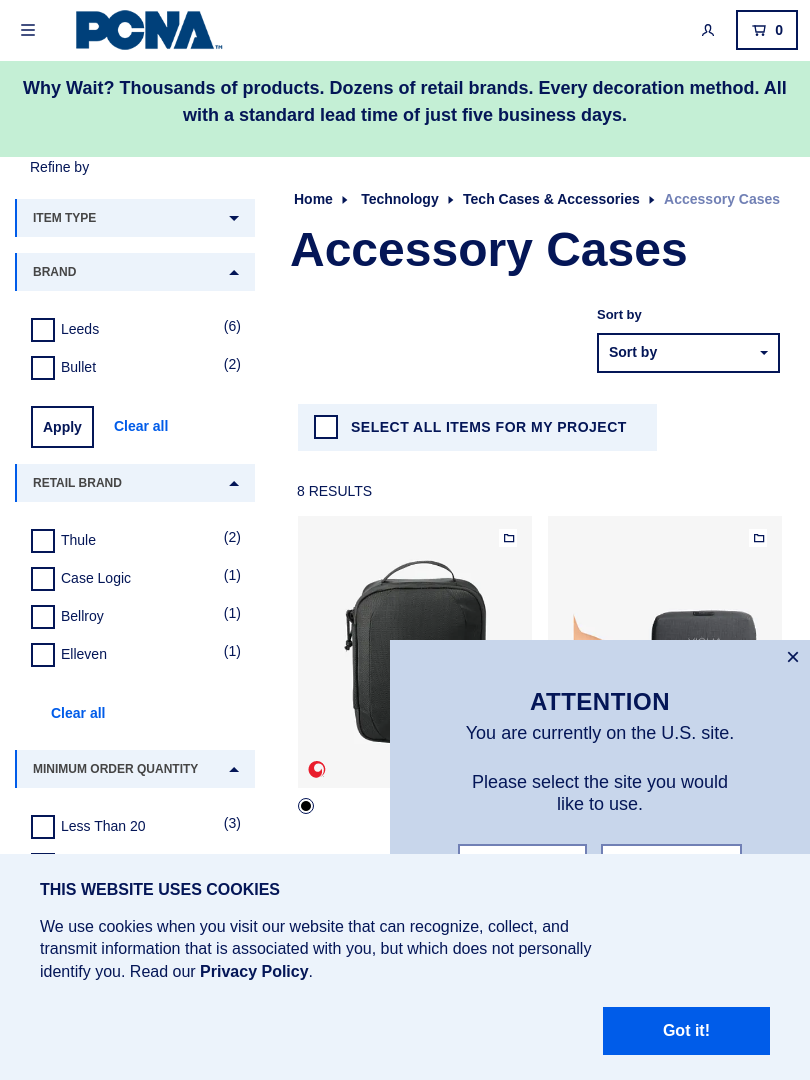 PCNA™
0
Why Wait? Thousands of products. Dozens of retail brands. Every decoration method. All
with a standard lead time of just five business days.
Refine by
ITEM TYPE
BRAND
Leeds (6)
Bullet (2)
Apply Clear all
RETAIL BRAND
Thule (2)
Case Logic (1)
Bellroy (1)
Elleven (1)
Clear all
MINIMUM ORDER QUANTITY
Less Than 20 (3)
Home Technology Tech Cases & Accessories Accessory Cases
Accessory Cases
Sort by
Sort by
SELECT ALL ITEMS FOR MY PROJECT
8 RESULTS
ATTENTION
You are currently on the U.S. site.
Please select the site you would
like to use.
THIS WEBSITE USES COOKIES
We use cookies when you visit our website that can recognize, collect, and
transmit information that is associated with you, but which does not personally
identify you. Read our Privacy Policy.
Got it!